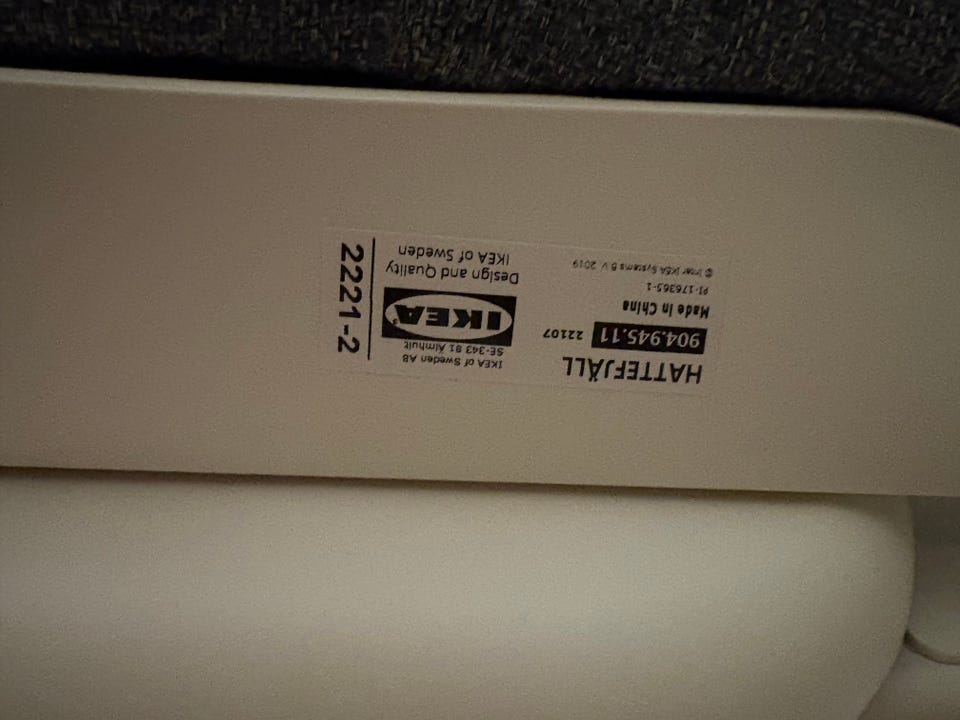 HATTEFJÄLL
904.945.11 22107
Made in China
PI-176365-1
© Inter IKEA Systems B.V. 2019
IKEA of Sweden AB
SE-343 81 Älmhult
IKEA
Design and Quality
IKEA of Sweden
2221-2